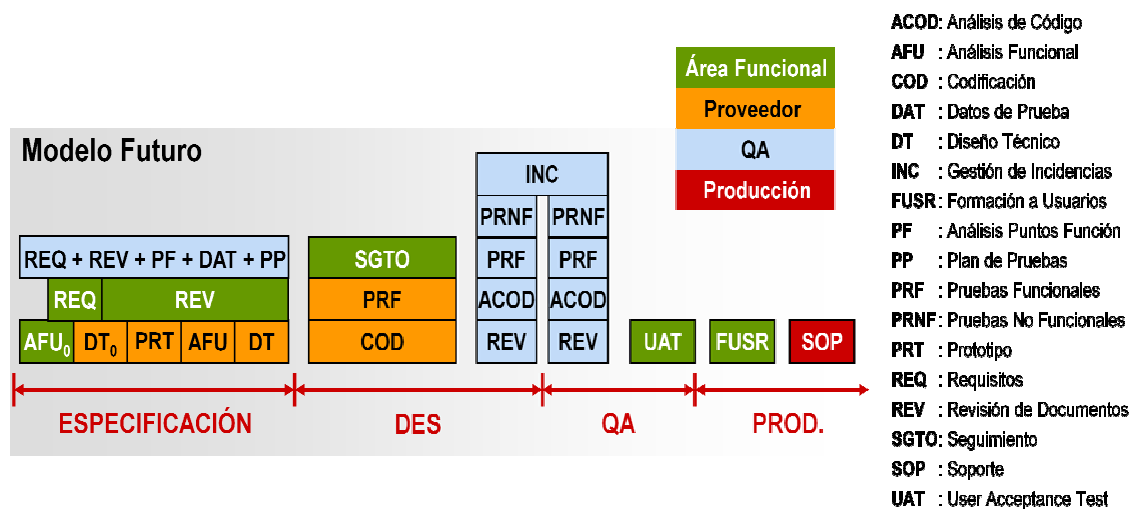 Área Funcional
Proveedor
QA
Producción
Modelo Futuro
INC
PRNF PRNF
REQ + REV + PF + DAT + PP SGTO PRF PRF
REQ REV PRF ACOD ACOD
AFU0 DT0 PRT AFU DT COD REV REV UAT FUSR SOP
ESPECIFICACIÓN DES QA PROD.
ACOD: Análisis de Código
AFU : Análisis Funcional
COD : Codificación
DAT : Datos de Prueba
DT : Diseño Técnico
INC : Gestión de Incidencias
FUSR : Formación a Usuarios
PF : Análisis Puntos Función
PP : Plan de Pruebas
PRF : Pruebas Funcionales
PRNF: Pruebas No Funcionales
PRT : Prototipo
REQ : Requisitos
REV : Revisión de Documentos
SGTO: Seguimiento
SOP : Soporte
UAT : User Acceptance Test